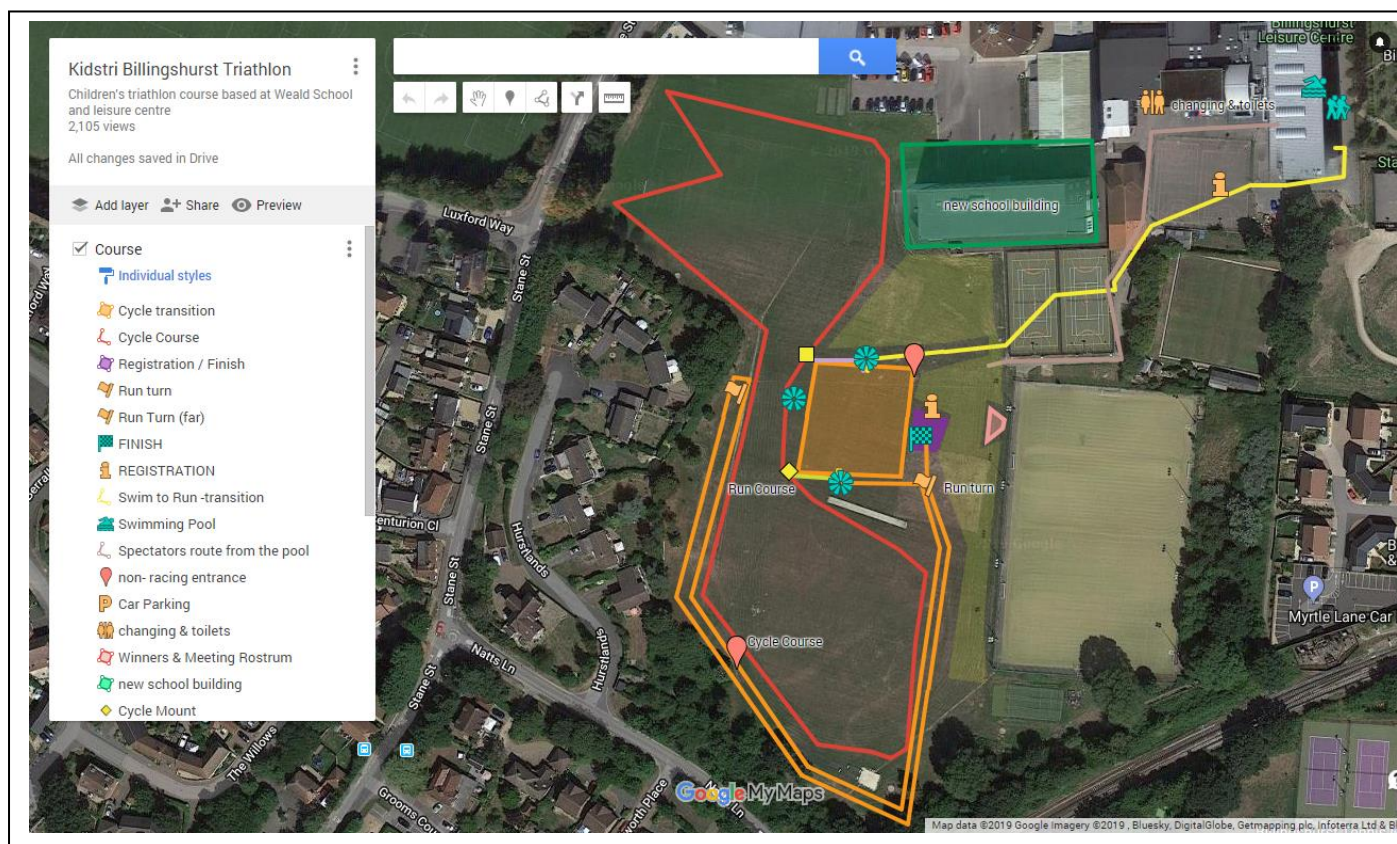 Kidstri Billingshurst Triathlon
Children's triathlon course based at Weald School
and leisure centre
2,105 views
All changes saved in Drive
Add layer Share Preview
Course
Individual styles
Cycle transition
Cycle Course
Registration / Finish
Run turn
Run Turn (far)
FINISH
REGISTRATION
Swim to Run -transition
Swimming Pool
Spectators route from the pool
non- racing entrance
Car Parking
changing & toilets
Winners & Meeting Rostrum
new school building
Cycle Mount
Billingshurst
Leisure Centre
changing & toilets
new school building
Luxford Way
Stane St
Stane St
Stane St
Stane St
Run Course
Run turn
Hurstlands
Hurstlands
Cycle Course
Natts Ln
Myrtle Lane Car
P
The Willows
Google MyMaps
Map data ©2019 Google Imagery ©2019 , Bluesky, DigitalGlobe, Getmapping plc, Infoterra Ltd & Bl